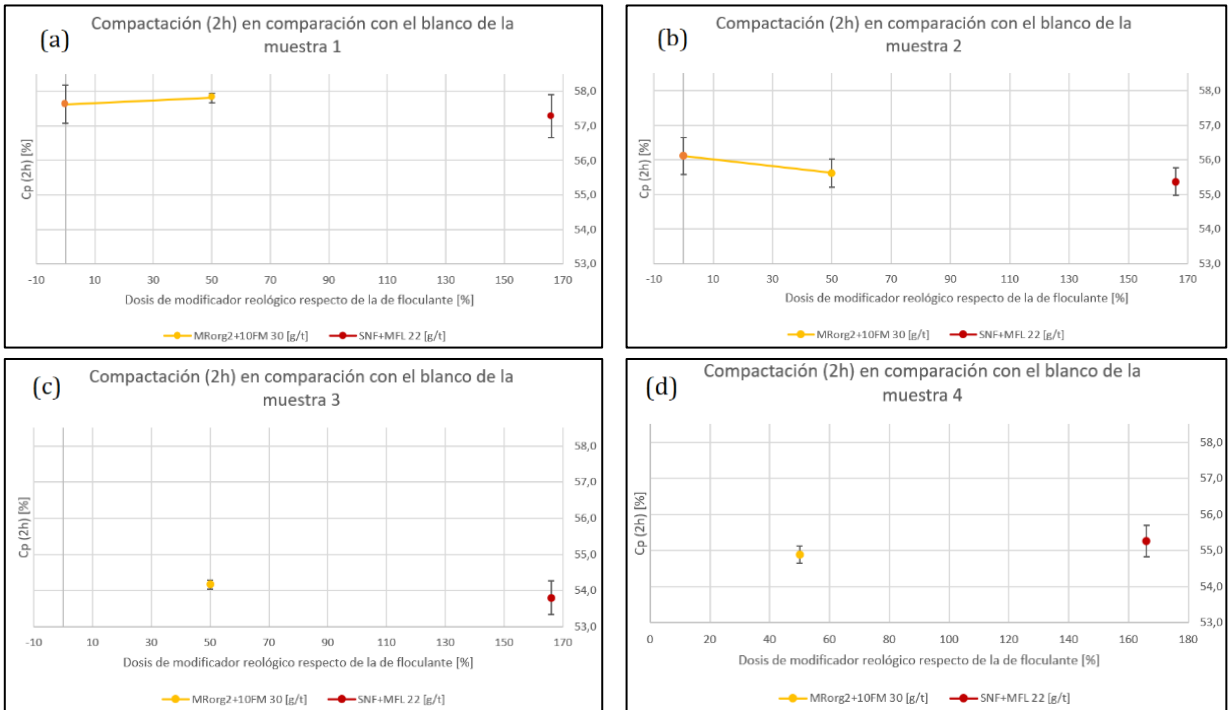 (a)
Compactación (2h) en comparación con el blanco de la
muestra 1
58,0
57,0
56,0
55,0
54,0
53,0
Cp (2h) [%]
-10 10 30 50 70 90 110 130 150 170
Dosis de modificador reológico respecto de la de floculante [%]
MRorg2+10FM 30 [g/t] SNF+MFL 22 [g/t]
(b)
Compactación (2h) en comparación con el blanco de la
muestra 2
58,0
57,0
56,0
55,0
54,0
53,0
Cp (2h) [%]
-10 10 30 50 70 90 110 130 150 170
Dosis de modificador reológico respecto de la de floculante [%]
MRorg2+10FM 30 [g/t] SNF+MFL 22 [g/t]
(c)
Compactación (2h) en comparación con el blanco de la
muestra 3
58,0
57,0
56,0
55,0
54,0
53,0
Cp (2h) [%]
-10 10 30 50 70 90 110 130 150 170
Dosis de modificador reológico respecto de la de floculante [%]
MRorg2+10FM 30 [g/t] SNF+MFL 22 [g/t]
(d)
Compactación (2h) en comparación con el blanco de la
muestra 4
58,0
57,0
56,0
55,0
54,0
53,0
Cp (2h) [%]
0 20 40 60 80 100 120 140 160 180
Dosis de modificador reológico respecto de la de floculante [%]
MRorg2+10FM 30 [g/t] SNF+MFL 22 [g/t]